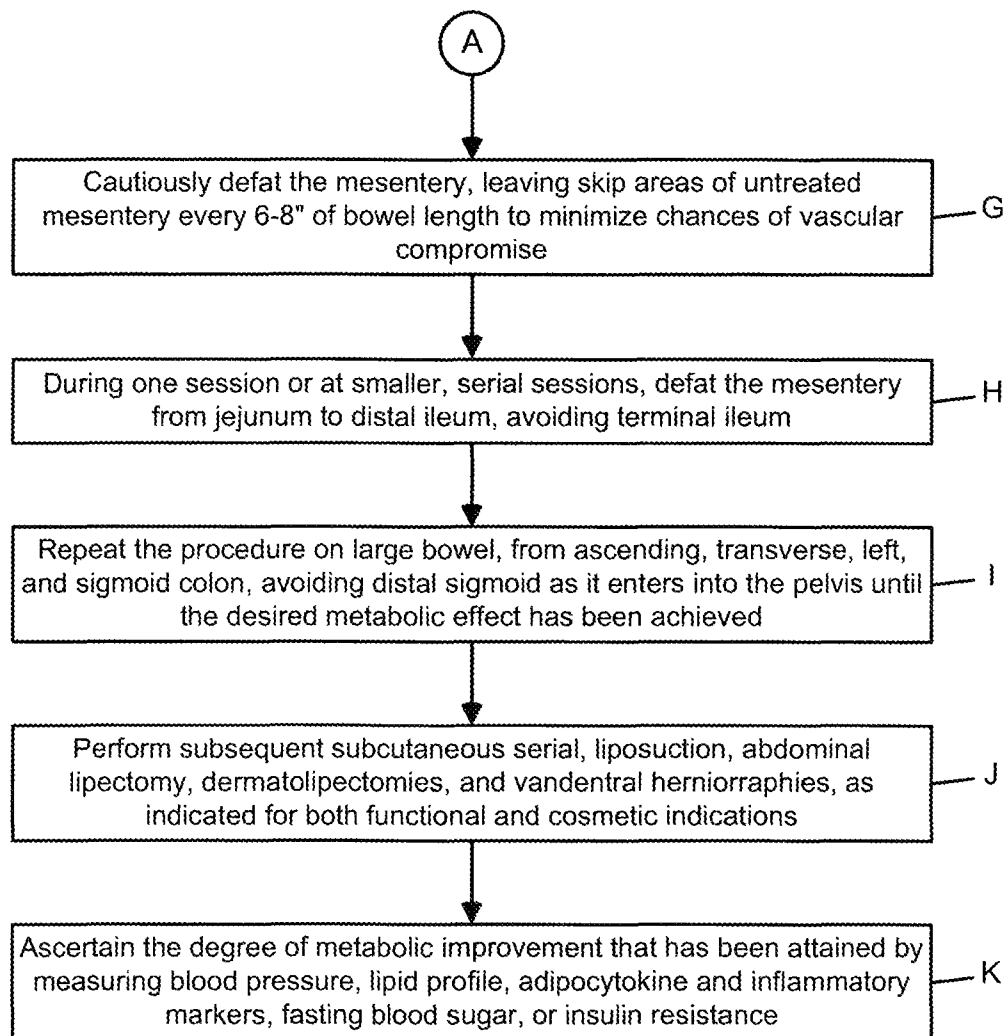 A
Cautiously defat the mesentery, leaving skip areas of untreated
mesentery every 6-8" of bowel length to minimize chances of vascular
compromise
G
During one session or at smaller, serial sessions, defat the mesentery
from jejunum to distal ileum, avoiding terminal ileum
H
Repeat the procedure on large bowel, from ascending, transverse, left,
and sigmoid colon, avoiding distal sigmoid as it enters into the pelvis until
the desired metabolic effect has been achieved
I
Perform subsequent subcutaneous serial, liposuction, abdominal
lipectomy, dermatolipectomies, and vandentral herniorraphies, as
indicated for both functional and cosmetic indications
J
Ascertain the degree of metabolic improvement that has been attained by
measuring blood pressure, lipid profile, adipocytokine and inflammatory
markers, fasting blood sugar, or insulin resistance
K